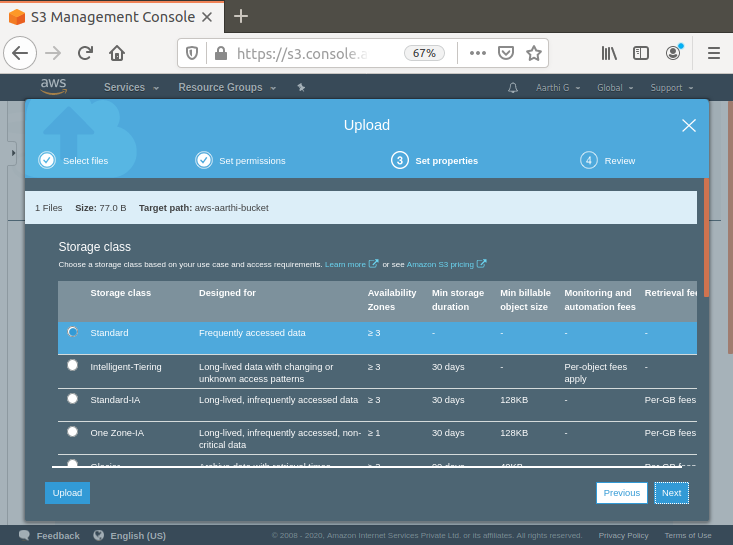 S3 Management Console
https://s3.console.a
67%
aws
Services
Resource Groups
Aarthi G
Global
Support
Upload
Select files
Set permissions
3 Set properties
4 Review
1 Files Size: 77.0 B Target path: aws-aarthi-bucket
Storage class
Choose a storage class based on your use case and access requirements. Learn more or see Amazon S3 pricing
Storage class Designed for Availability Zones Min storage duration Min billable object size Monitoring and automation fees Retrieval fee
Standard Frequently accessed data ≥ 3 - - - -
Intelligent-Tiering Long-lived data with changing or unknown access patterns ≥ 3 30 days - Per-object fees apply -
Standard-IA Long-lived, infrequently accessed data ≥ 3 30 days 128KB - Per-GB fees
One Zone-IA Long-lived, infrequently accessed, non-critical data ≥ 1 30 days 128KB - Per-GB fees
Upload
Previous
Next
Feedback
English (US)
© 2008 - 2020, Amazon Internet Services Private Ltd. or its affiliates. All rights reserved.
Privacy Policy
Terms of Use